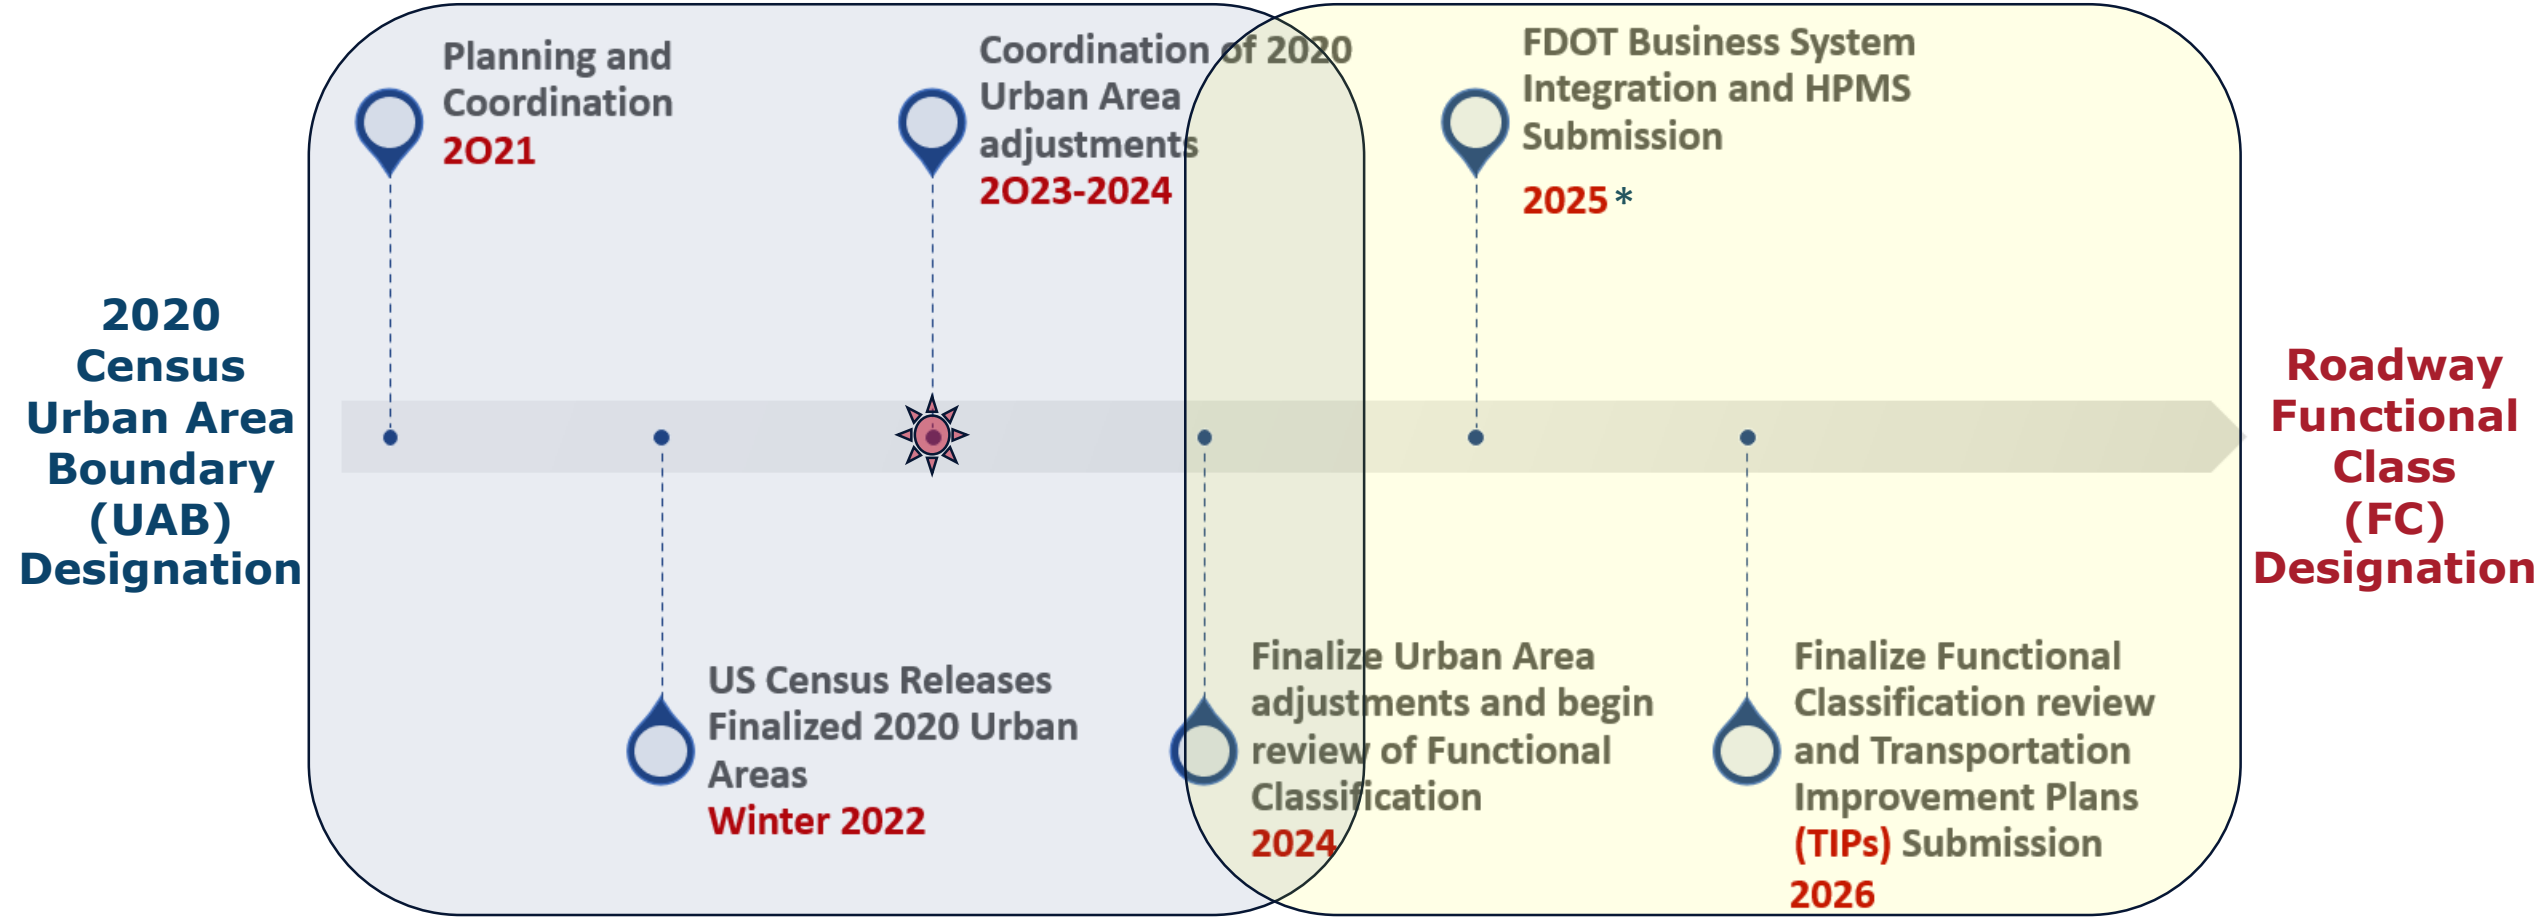 2020
Census
Urban Area
Boundary
(UAB)
Designation
Planning and
Coordination
2O21
US Census Releases
Finalized 2020 Urban
Areas
Winter 2022
Coordination of 2020
Urban Area
adjustments
2O23-2024
Finalize Urban Area
adjustments and begin
review of Functional
Classification
2024
FDOT Business System
Integration and HPMS
Submission
2025 *
Finalize Functional
Classification review
and Transportation
Improvement Plans
(TIPs) Submission
2026
Roadway
Functional
Class
(FC)
Designation